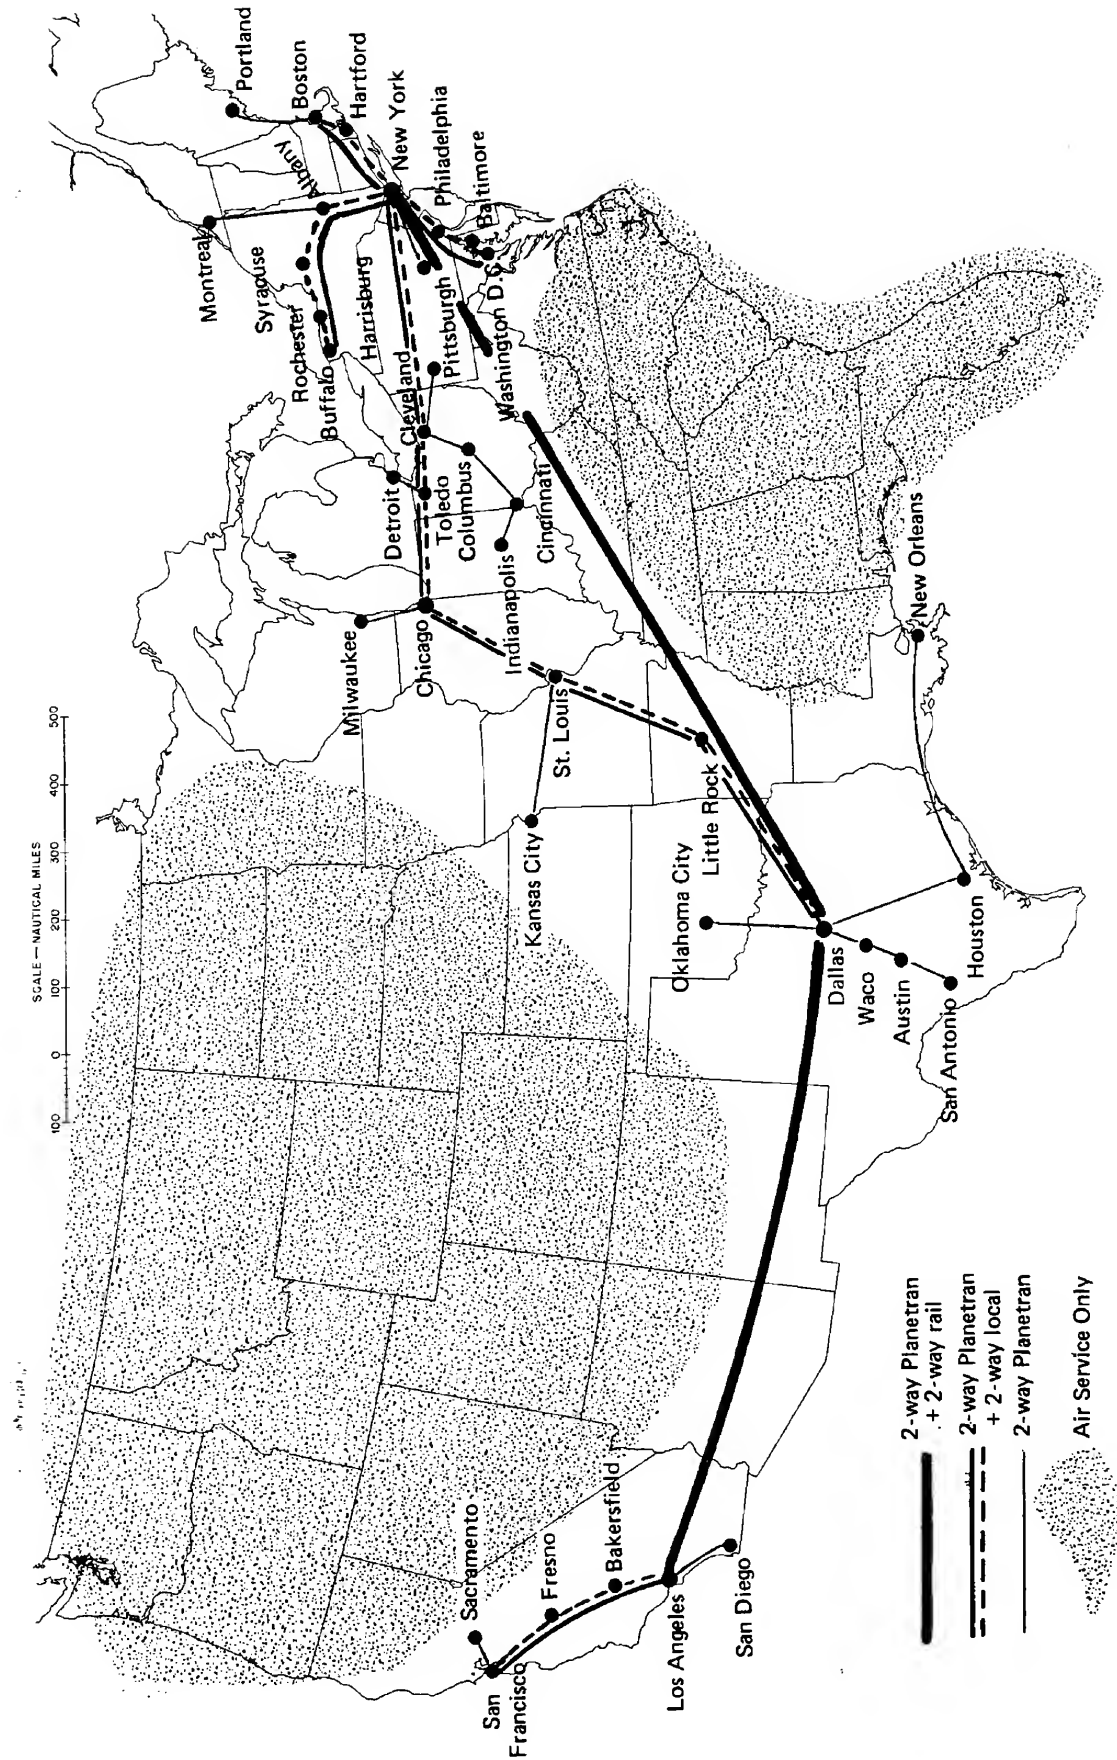 SCALE — NAUTICAL MILES
100 0 100 200 300 400 500
Portland
Boston
Hartford
New York
Philadelphia
Baltimore
Washington D.C.
Albany
Montreal
Syracuse
Rochester
Buffalo
Harrisburg
Pittsburgh
Cleveland
Detroit
Toledo
Columbus
Cincinnati
Indianapolis
Milwaukee
Chicago
St. Louis
Kansas City
Little Rock
Oklahoma City
New Orleans
Dallas
Waco
Austin
San Antonio
Houston
Sacramento
San
Francisco
Fresno
Bakersfield
Los Angeles
San Diego
2-way Planetran
+ 2-way rail
2-way Planetran
+ 2-way local
2-way Planetran
Air Service Only